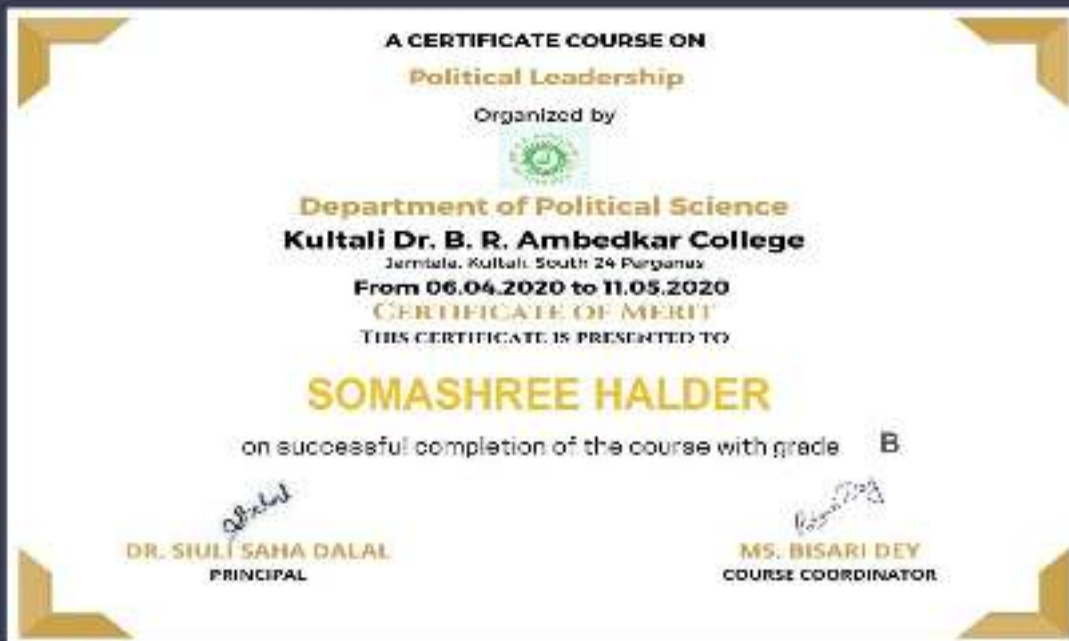 A CERTIFICATE COURSE ON
Political Leadership
Organized by
Department of Political Science
Kultali Dr. B. R. Ambedkar College
Jamtala, Kultali, South 24 Parganas
From 06.04.2020 to 11.05.2020
CERTIFICATE OF MERIT
THIS CERTIFICATE IS PRESENTED TO
SOMASHREE HALDER
on successful completion of the course with grade B
DR. SIULI SAHA DALAL
PRINCIPAL
MS. BISARI DEY
COURSE COORDINATOR